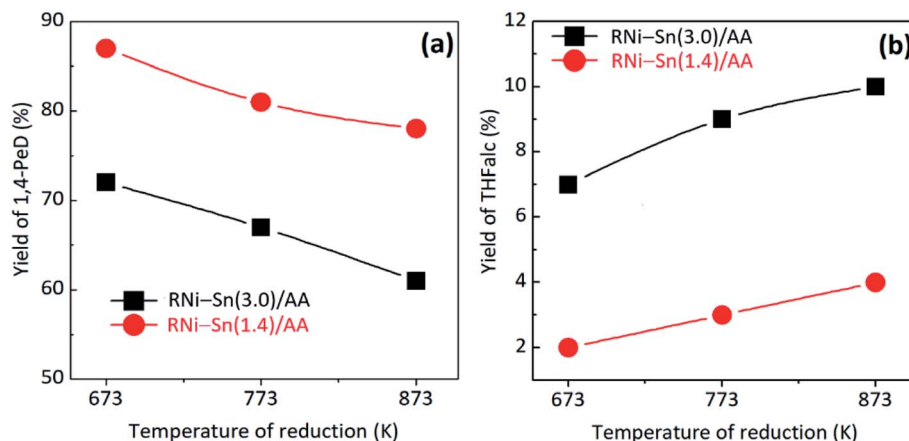 (a)
90
80
70
60
50
Yield of 1,4-PeD (%)
RNi–Sn(3.0)/AA
RNi–Sn(1.4)/AA
673
773
873
Temperature of reduction (K)
(b)
12
10
8
6
4
2
Yield of THFalc (%)
RNi–Sn(3.0)/AA
RNi–Sn(1.4)/AA
673
773
873
Temperature of reduction (K)